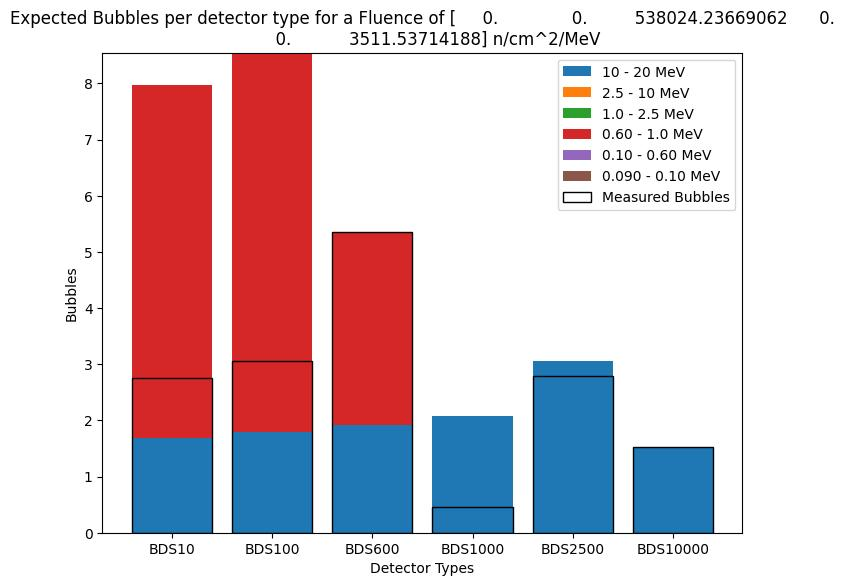 Expected Bubbles per detector type for a Fluence of [ 0. 0. 538024.23669062 0.
0. 3511.53714188] n/cm^2/MeV
8
7
6
5
4
3
2
1
0
Bubbles
10 - 20 MeV
2.5 - 10 MeV
1.0 - 2.5 MeV
0.60 - 1.0 MeV
0.10 - 0.60 MeV
0.090 - 0.10 MeV
Measured Bubbles
BDS10 BDS100 BDS600 BDS1000 BDS2500 BDS10000
Detector Types